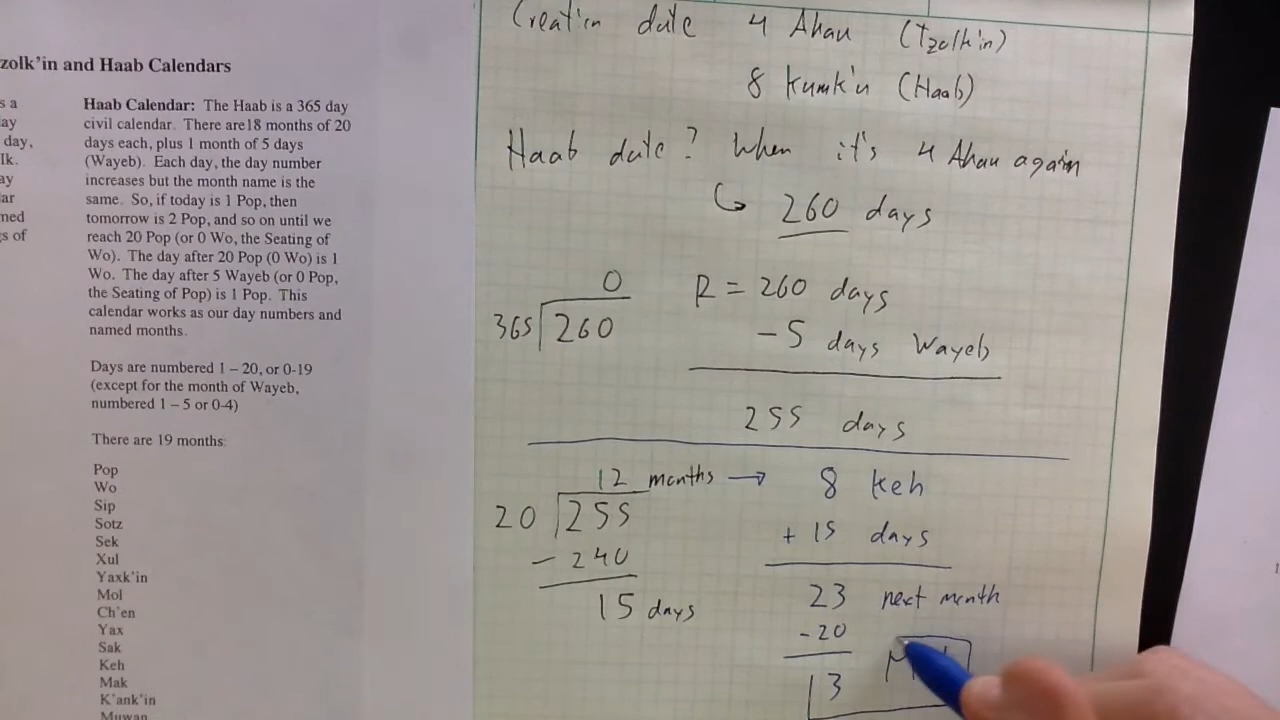 zolk'in and Haab Calendars
s a
ay
day,
Ik.
ay
ar
ned
s of
Haab Calendar: The Haab is a 365 day
civil calendar. There are18 months of 20
days each, plus 1 month of 5 days
(Wayeb). Each day, the day number
increases but the month name is the
same. So, if today is 1 Pop, then
tomorrow is 2 Pop, and so on until we
reach 20 Pop (or 0 Wo, the Seating of
Wo). The day after 20 Pop (0 Wo) is 1
Wo. The day after 5 Wayeb (or 0 Pop,
the Seating of Pop) is 1 Pop. This
calendar works as our day numbers and
named months.
Days are numbered 1 – 20, or 0-19
(except for the month of Wayeb,
numbered 1 – 5 or 0-4)
There are 19 months:
Pop
Wo
Sip
Sotz
Sek
Xul
Yaxk'in
Mol
Ch'en
Yax
Sak
Keh
Mak
K'ank'in
Muwan
Creation date 4 Ahau (Tzolk'in)
8 Kumk'u (Haab)
Haab date? When it's 4 Ahau again
↳ 260 days
0
365 260
R = 260 days
- 5 days Wayeb
255 days
12 months → 8 Keh
20 255
+ 15 days
- 240
15 days
23 next month
- 20
13